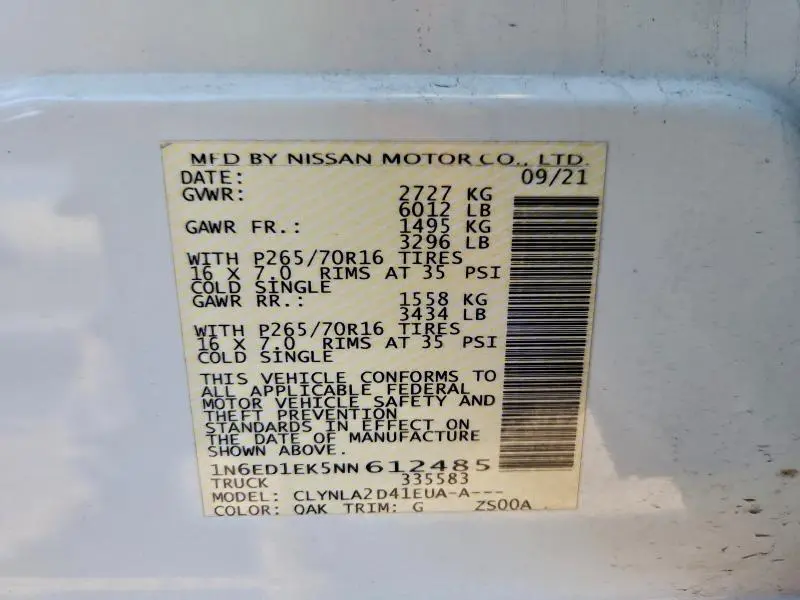 MFD BY NISSAN MOTOR CO., LTD.
DATE: 09/21
GVWR: 2727 KG
6012 LB
GAWR FR.: 1495 KG
3296 LB
WITH P265/70R16 TIRES
16 X 7.0 RIMS AT 35 PSI
COLD SINGLE
GAWR RR.: 1558 KG
3434 LB
WITH P265/70R16 TIRES
16 X 7.0 RIMS AT 35 PSI
COLD SINGLE
THIS VEHICLE CONFORMS TO
ALL APPLICABLE FEDERAL
MOTOR VEHICLE SAFETY AND
THEFT PREVENTION
STANDARDS IN EFFECT ON
THE DATE OF MANUFACTURE
SHOWN ABOVE.
1N6ED1EK5NN612485
TRUCK 335583
MODEL: CLYNLA2D41EUA-A---
COLOR: QAK TRIM: G ZS00A